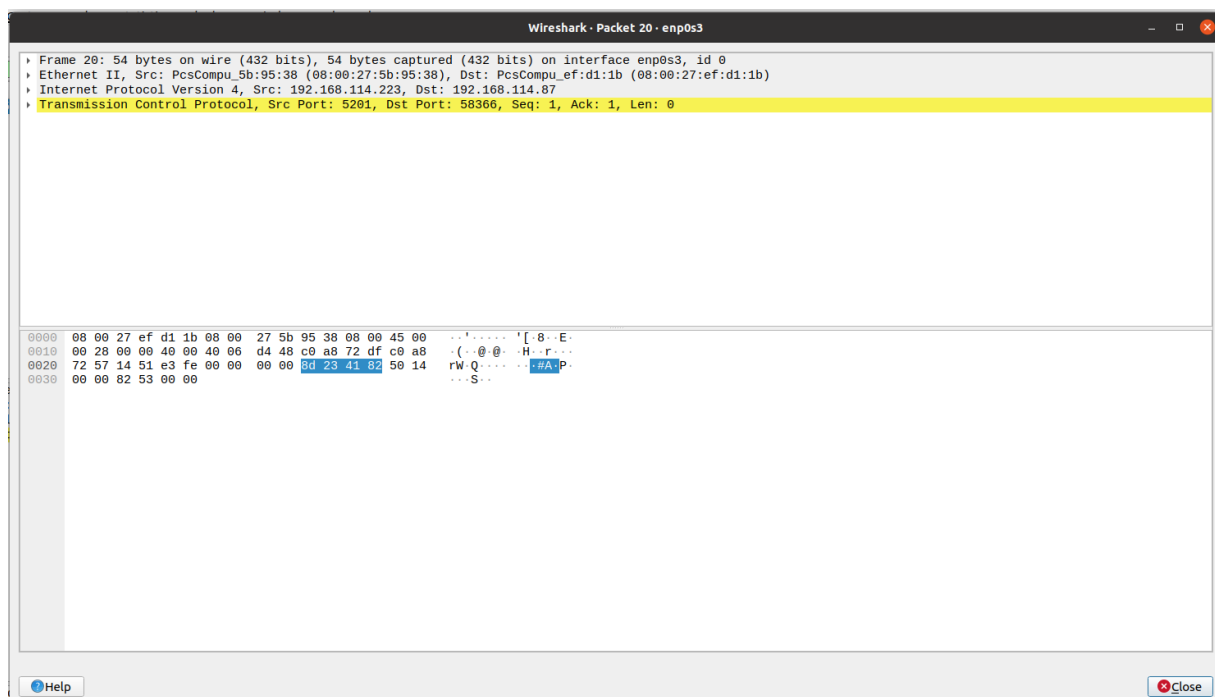 Wireshark · Packet 20 · enp0s3
Frame 20: 54 bytes on wire (432 bits), 54 bytes captured (432 bits) on interface enp0s3, id 0
Ethernet II, Src: PcsCompu_5b:95:38 (08:00:27:5b:95:38), Dst: PcsCompu_ef:d1:1b (08:00:27:ef:d1:1b)
Internet Protocol Version 4, Src: 192.168.114.223, Dst: 192.168.114.87
Transmission Control Protocol, Src Port: 5201, Dst Port: 58366, Seq: 1, Ack: 1, Len: 0
0000 08 00 27 ef d1 1b 08 00 27 5b 95 38 08 00 45 00 ··'····· '[·8··E·
0010 00 28 00 00 40 00 40 06 d4 48 c0 a8 72 df c0 a8 ·(··@·@· ·H··r···
0020 72 57 14 51 e3 fe 00 00 00 00 8d 23 41 82 50 14 rW·Q···· ···#A·P·
0030 00 00 82 53 00 00 ···S··
Help
Close